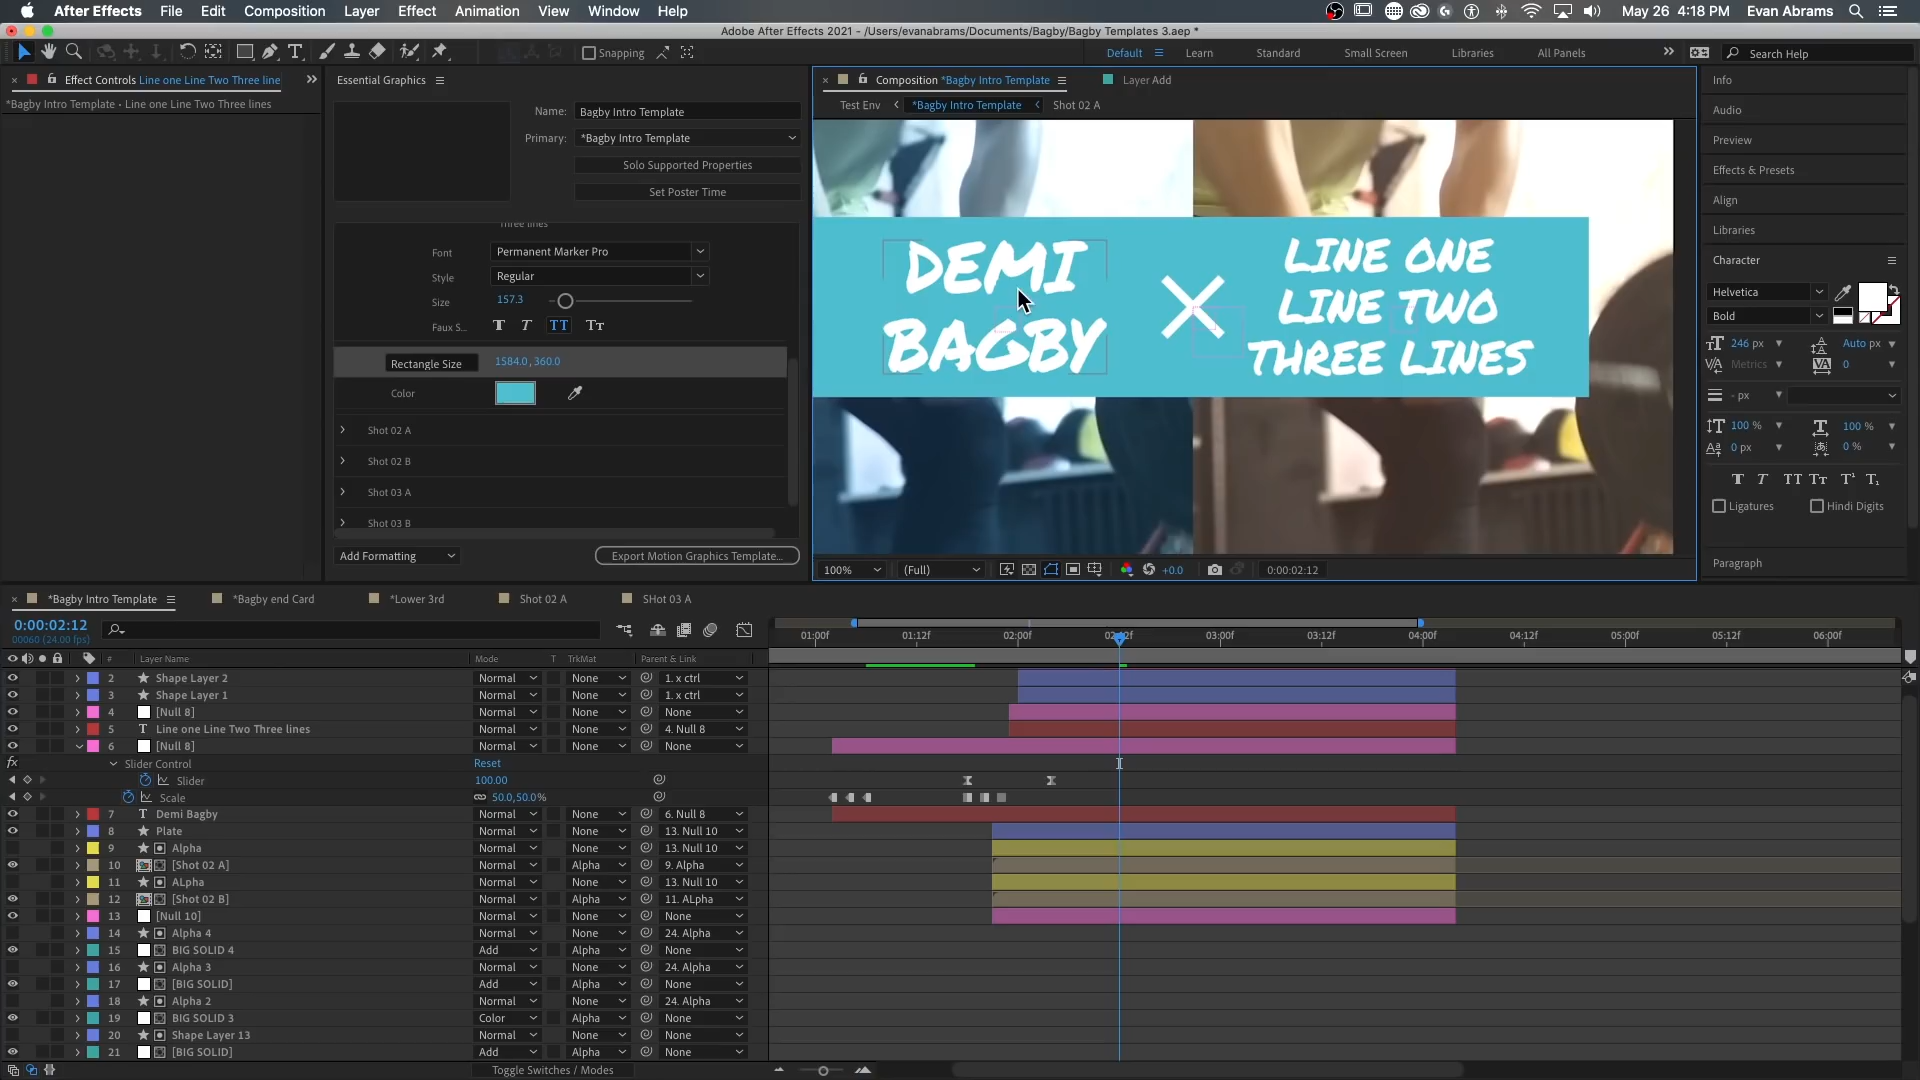 After Effects File Edit Composition Layer Effect Animation View Window Help May 26 4:18 PM Evan Abrams
Adobe After Effects 2021 - /Users/evanabrams/Documents/Bagby/Bagby Templates 3.aep *
Snapping Default Learn Standard Small Screen Libraries All Panels Search Help
Effect Controls Line one Line Two Three line
*Bagby Intro Template • Line one Line Two Three lines
Essential Graphics
Name: Bagby Intro Template
Primary: *Bagby Intro Template
Solo Supported Properties
Set Poster Time
Three lines
Font Permanent Marker Pro
Style Regular
Size 157.3
Faux S... T T TT Tr
Rectangle Size 1584.0, 360.0
Color
Shot 02 A
Shot 02 B
Shot 03 A
Shot 03 B
Add Formatting Export Motion Graphics Template...
Composition *Bagby Intro Template Layer Add
Test Env *Bagby Intro Template Shot 02 A
DEMI
BAGBY
LINE ONE
LINE TWO
THREE LINES
100% (Full) +0.0 0:00:02:12
Info
Audio
Preview
Effects & Presets
Align
Libraries
Character
Helvetica
Bold
246 px Auto px
Metrics 0
- px
100 % 100 %
0 px 0 %
T T TT Tr T¹ T₁
Ligatures Hindi Digits
Paragraph
*Bagby Intro Template *Bagby end Card *Lower 3rd Shot 02 A SHot 03 A
0:00:02:12
00060 (24.00 fps)
01:00f 01:12f 02:00f 02:12f 03:00f 03:12f 04:00f 04:12f 05:00f 05:12f 06:00f
# Layer Name Mode T TrkMat Parent & Link
2 Shape Layer 2 Normal None 1. x ctrl
3 Shape Layer 1 Normal None 1. x ctrl
4 [Null 8] Normal None None
5 T Line one Line Two Three lines Normal None 4. Null 8
6 [Null 8] Normal None None
fx Slider Control Reset
Slider 100.00
Scale 50.0,50.0%
7 T Demi Bagby Normal None 6. Null 8
8 Plate Normal None 13. Null 10
9 Alpha Normal None 13. Null 10
10 [Shot 02 A] Normal Alpha 9. Alpha
11 ALpha Normal None 13. Null 10
12 [Shot 02 B] Normal Alpha 11. ALpha
13 [Null 10] Normal None None
14 Alpha 4 Normal None 24. Alpha
15 BIG SOLID 4 Add Alpha None
16 Alpha 3 Normal None 24. Alpha
17 [BIG SOLID] Add Alpha None
18 Alpha 2 Normal None 24. Alpha
19 BIG SOLID 3 Color Alpha None
20 Shape Layer 13 Normal None None
21 [BIG SOLID] Add Alpha None
Toggle Switches / Modes